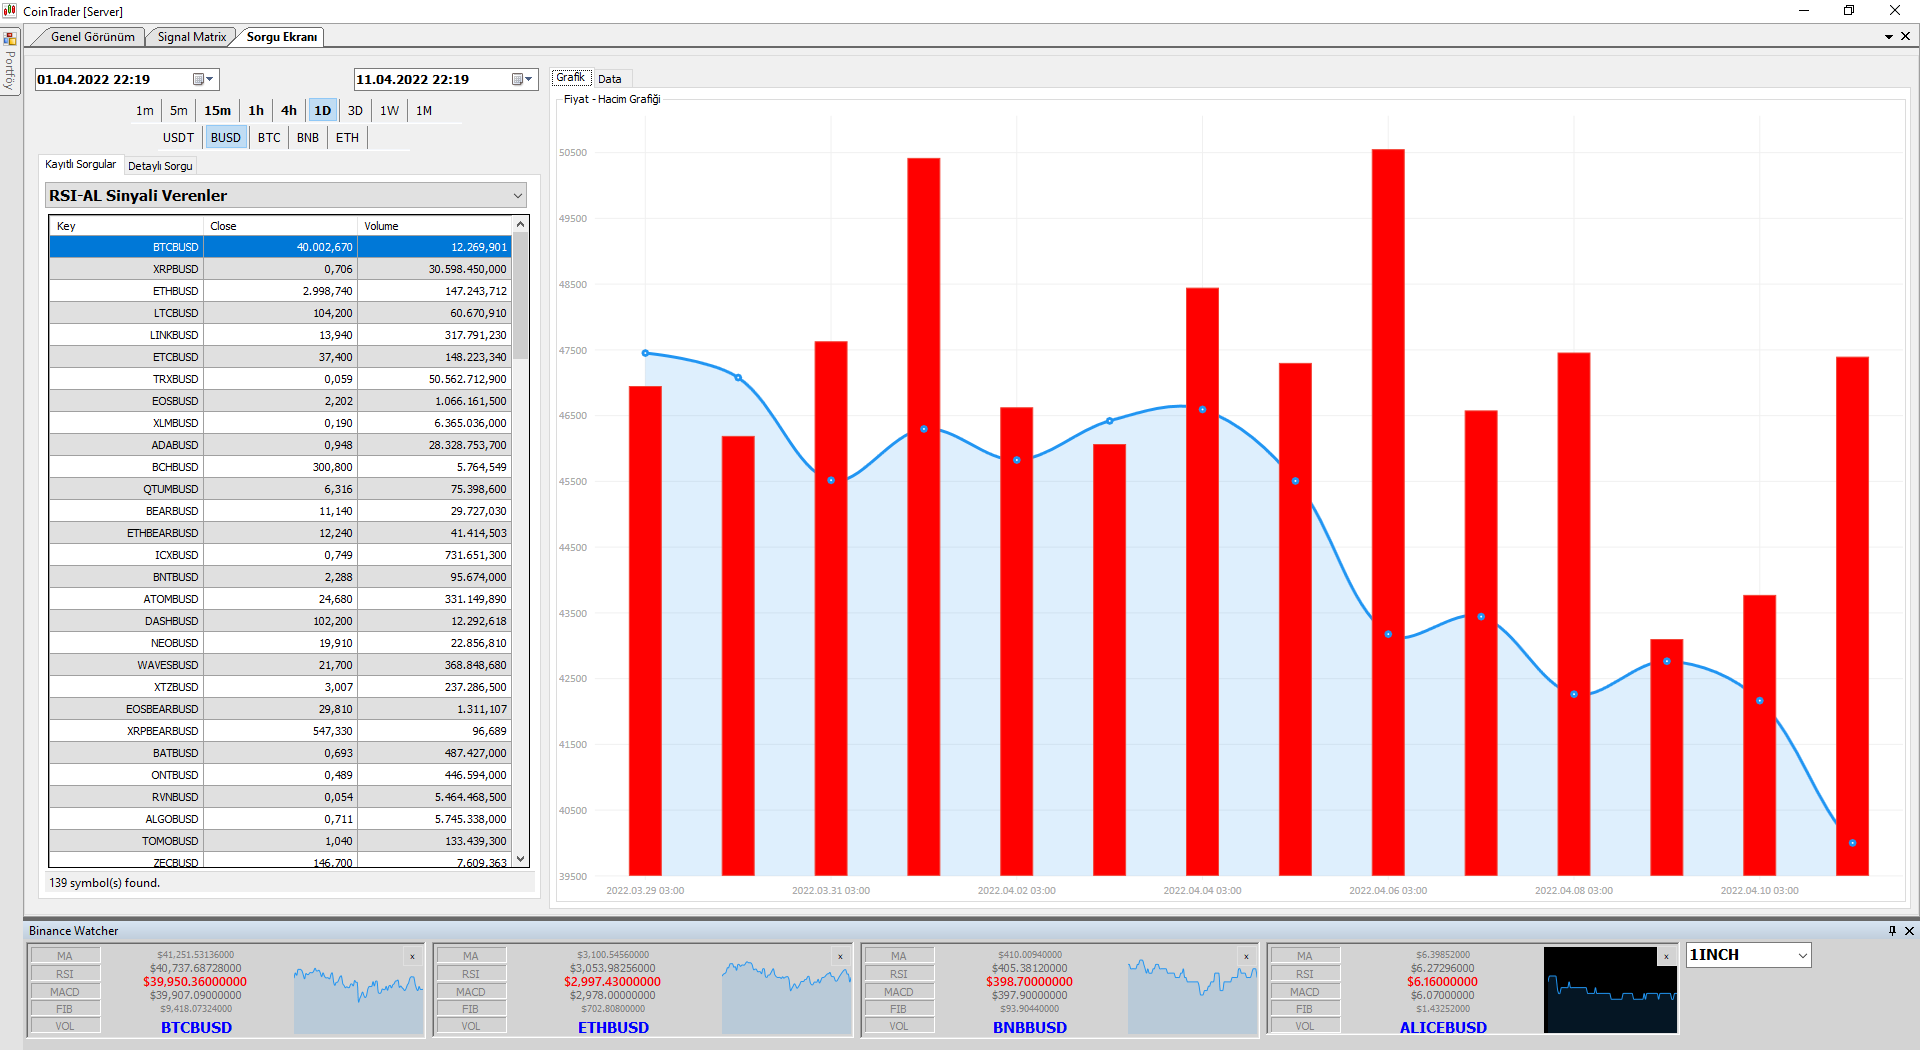 CoinTrader [Server]
Portföy
Genel Görünüm Signal Matrix Sorgu Ekranı
01.04.2022 22:19 11.04.2022 22:19
1m 5m 15m 1h 4h 1D 3D 1W 1M
USDT BUSD BTC BNB ETH
Kayıtlı Sorgular Detaylı Sorgu
RSI-AL Sinyali Verenler
Key Close Volume
BTCBUSD 40.002,670 12.269,901
XRPBUSD 0,706 30.598.450,000
ETHBUSD 2.998,740 147.243,712
LTCBUSD 104,200 60.670,910
LINKBUSD 13,940 317.791,230
ETCBUSD 37,400 148.223,340
TRXBUSD 0,059 50.562.712,900
EOSBUSD 2,202 1.066.161,500
XLMBUSD 0,190 6.365.036,000
ADABUSD 0,948 28.328.753,700
BCHBUSD 300,800 5.764,549
QTUMBUSD 6,316 75.398,600
BEARBUSD 11,140 29.727,030
ETHBEARBUSD 12,240 41.414,503
ICXBUSD 0,749 731.651,300
BNTBUSD 2,288 95.674,000
ATOMBUSD 24,680 331.149,890
DASHBUSD 102,200 12.292,618
NEOBUSD 19,910 22.856,810
WAVESBUSD 21,700 368.848,680
XTZBUSD 3,007 237.286,500
EOSBEARBUSD 29,810 1.311,107
XRPBEARBUSD 547,330 96,689
BATBUSD 0,693 487.427,000
ONTBUSD 0,489 446.594,000
RVNBUSD 0,054 5.464.468,500
ALGOBUSD 0,711 5.745.338,000
TOMOBUSD 1,040 133.439,300
ZECBUSD 146,700 7.609,363
139 symbol(s) found.
Grafik Data
Fiyat - Hacim Grafiği
50500
49500
48500
47500
46500
45500
44500
43500
42500
41500
40500
39500
2022.03.29 03:00 2022.03.31 03:00 2022.04.02 03:00 2022.04.04 03:00 2022.04.06 03:00 2022.04.08 03:00 2022.04.10 03:00
Binance Watcher
MA
RSI
MACD
FIB
VOL
$41,251.53136000
$40,737.68728000
$39,950.36000000
$39,907.09000000
$9,418.07324000
BTCBUSD
x
MA
RSI
MACD
FIB
VOL
$3,100.54560000
$3,053.98256000
$2,997.43000000
$2,978.00000000
$702.80800000
ETHBUSD
x
MA
RSI
MACD
FIB
VOL
$410.00940000
$405.38120000
$398.70000000
$397.90000000
$93.90440000
BNBBUSD
x
MA
RSI
MACD
FIB
VOL
$6.39852000
$6.27296000
$6.16000000
$6.07000000
$1.43252000
ALICEBUSD
x
1INCH